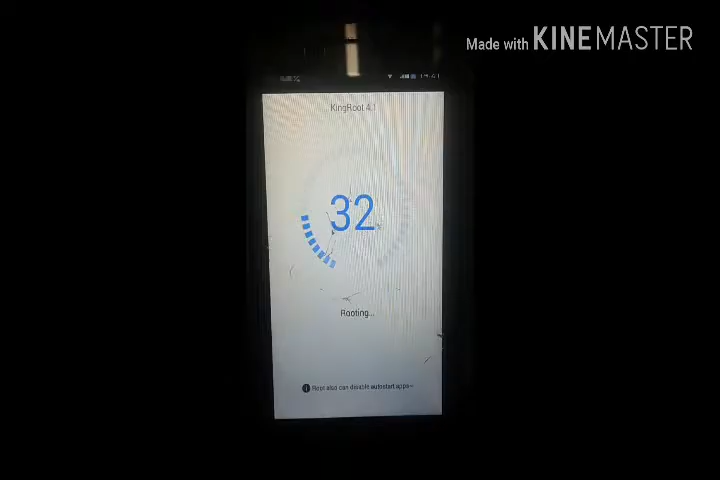 Made with KINEMASTER
KingRoot 4.1
32
Rooting...
Root also can disable autostart apps~